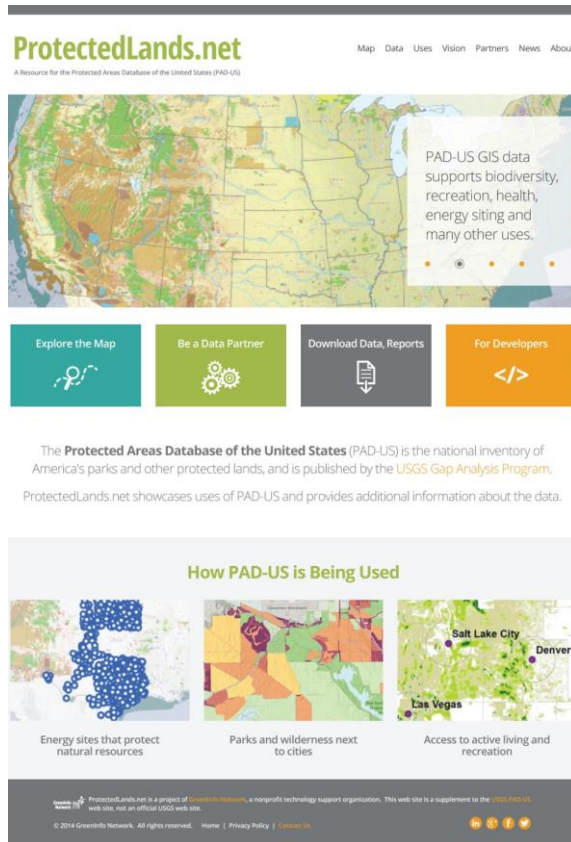 ProtectedLands.net
A Resource for the Protected Areas Database of the United States (PAD-US)
Map Data Uses Vision Partners News Abou
PAD-US GIS data
supports biodiversity,
recreation, health,
energy siting and
many other uses.
Explore the Map
Be a Data Partner
Download Data, Reports
For Developers
</>
The Protected Areas Database of the United States (PAD-US) is the national inventory of
America's parks and other protected lands, and is published by the USGS Gap Analysis Program.
ProtectedLands.net showcases uses of PAD-US and provides additional information about the data.
How PAD-US is Being Used
Salt Lake City
Denver
Las Vegas
Energy sites that protect
natural resources
Parks and wilderness next
to cities
Access to active living and
recreation
GreenInfo
Network
ProtectedLands.net is a project of GreenInfo Network, a nonprofit technology support organization. This web site is a supplement to the USGS PAD-US
web site, not an official USGS web site.
© 2014 GreenInfo Network. All rights reserved. Home | Privacy Policy | Contact Us